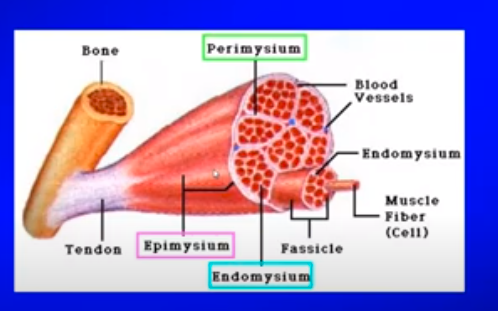 Bone
Perimysium
Blood
Vessels
Endomysium
Muscle
Fiber
(Cell)
Tendon
Epimysium
Fassicle
Endomysium